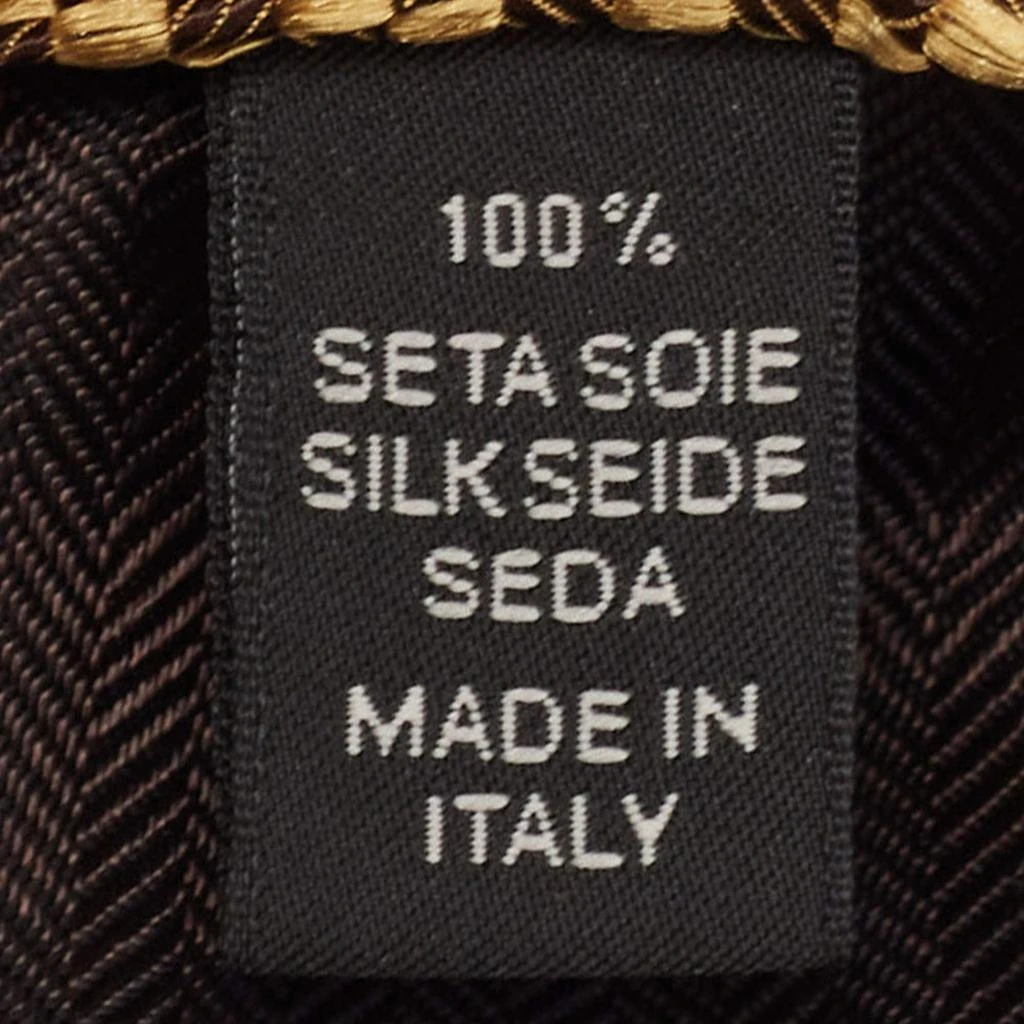 100%
SETA SOIE
SILK SEIDE
SEDA
MADE IN
ITALY